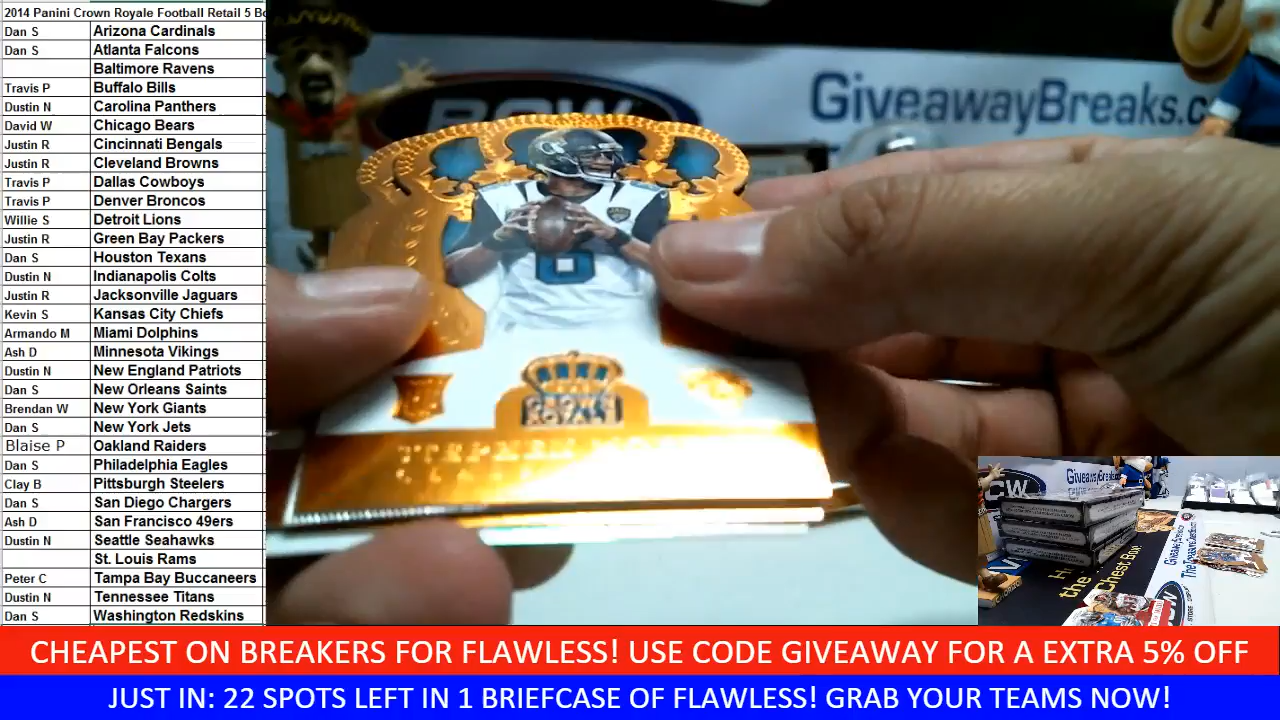 2014 Panini Crown Royale Football Retail 5 Bo
Dan S Arizona Cardinals
Dan S Atlanta Falcons
Baltimore Ravens
Travis P Buffalo Bills
Dustin N Carolina Panthers
David W Chicago Bears
Justin R Cincinnati Bengals
Justin R Cleveland Browns
Travis P Dallas Cowboys
Travis P Denver Broncos
Willie S Detroit Lions
Justin R Green Bay Packers
Dan S Houston Texans
Dustin N Indianapolis Colts
Justin R Jacksonville Jaguars
Kevin S Kansas City Chiefs
Armando M Miami Dolphins
Ash D Minnesota Vikings
Dustin N New England Patriots
Dan S New Orleans Saints
Brendan W New York Giants
Dan S New York Jets
Blaise P Oakland Raiders
Dan S Philadelphia Eagles
Clay B Pittsburgh Steelers
Dan S San Diego Chargers
Ash D San Francisco 49ers
Dustin N Seattle Seahawks
St. Louis Rams
Peter C Tampa Bay Buccaneers
Dustin N Tennessee Titans
Dan S Washington Redskins
GiveawayBreaks.c
8
CROWN
ROYALE
GiveawayBreaks
CW
Chest Box
CHEAPEST ON BREAKERS FOR FLAWLESS! USE CODE GIVEAWAY FOR A EXTRA 5% OFF
JUST IN: 22 SPOTS LEFT IN 1 BRIEFCASE OF FLAWLESS! GRAB YOUR TEAMS NOW!